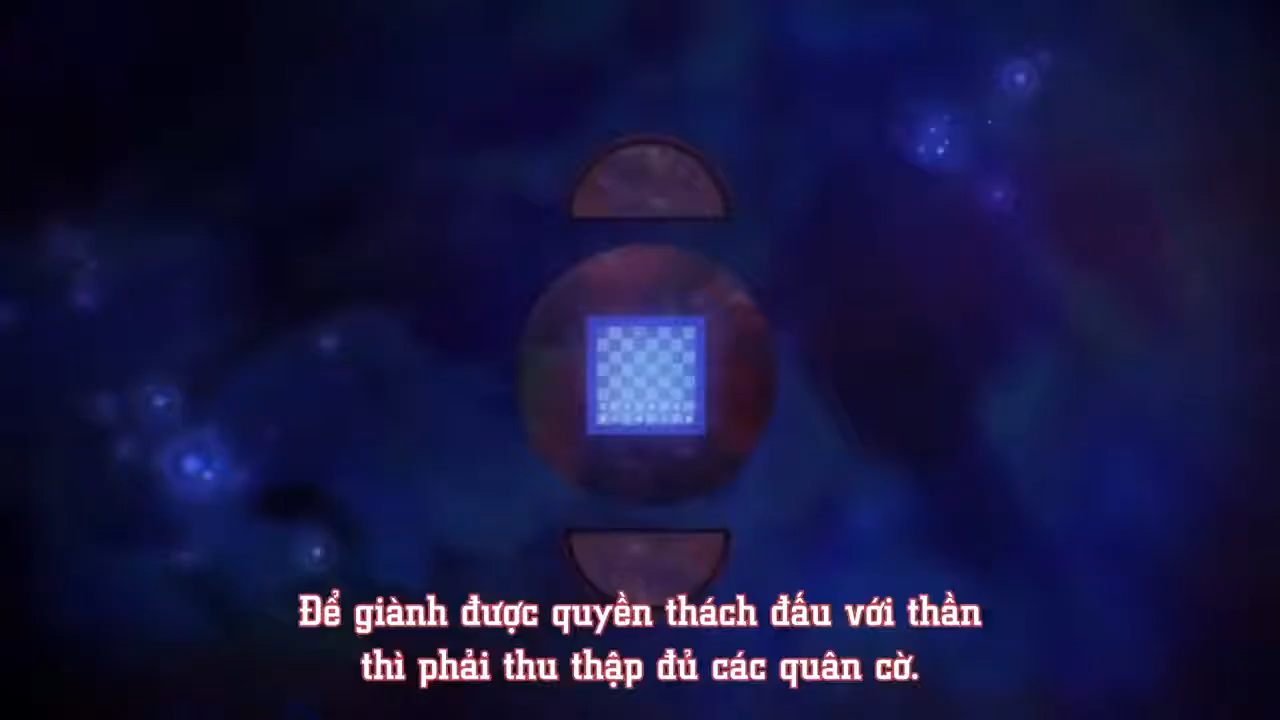 Để giành được quyền thách đấu với thần
thì phải thu thập đủ các quân cờ.